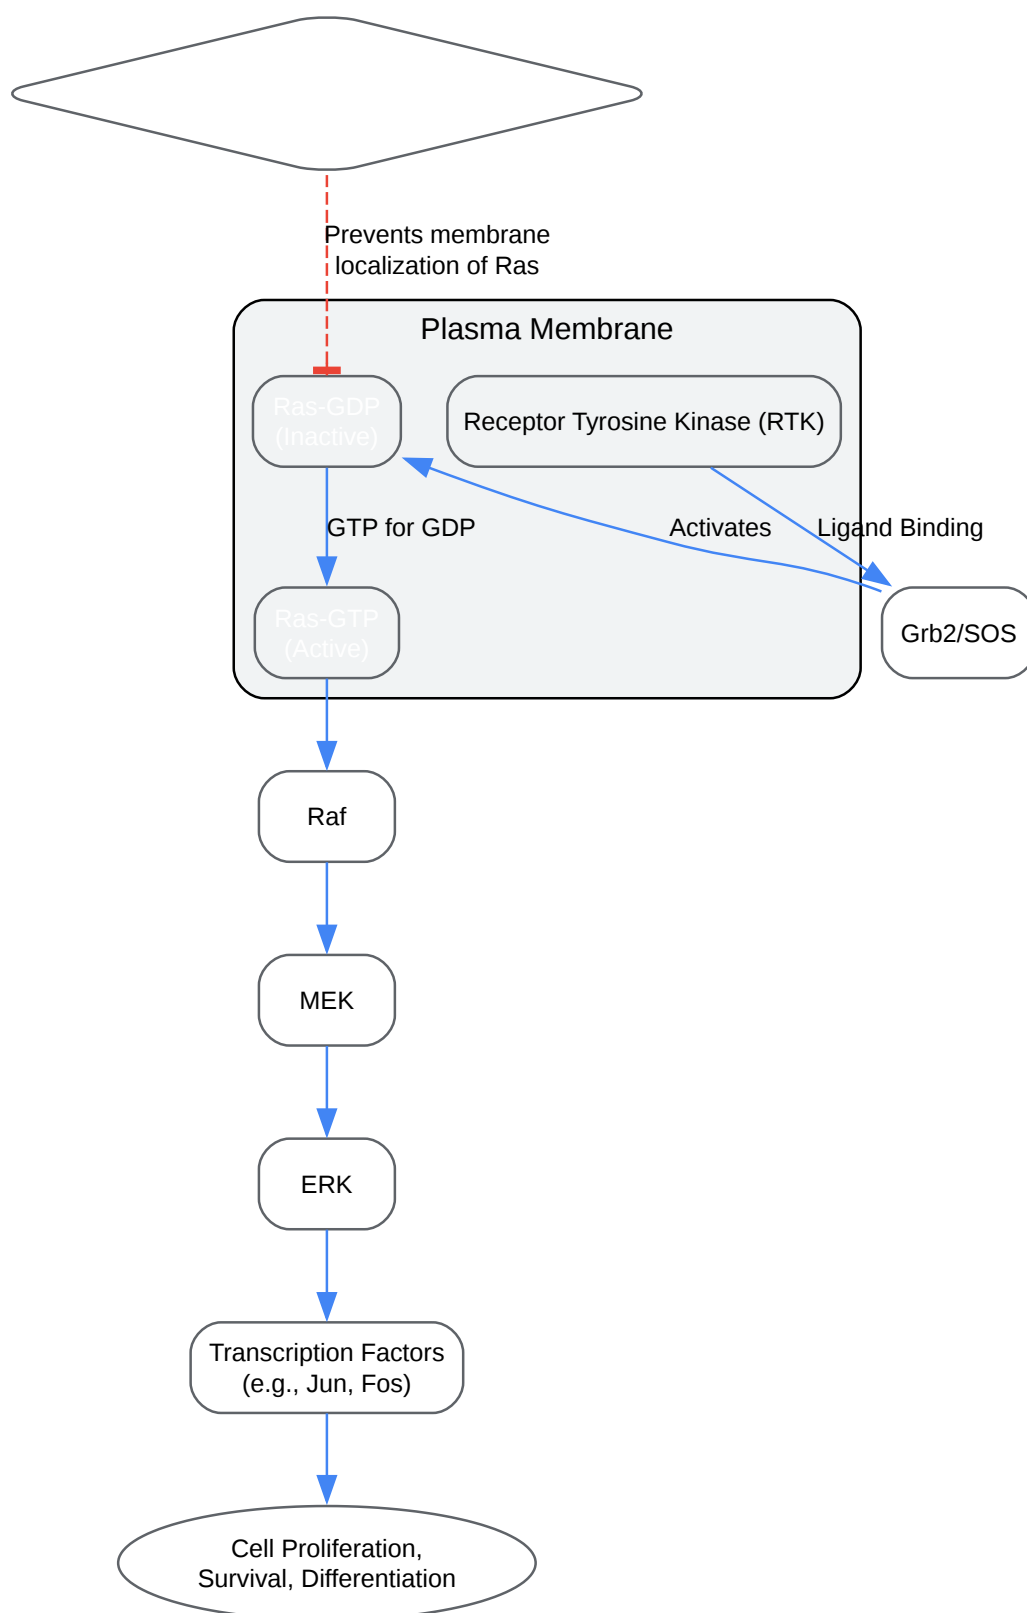 Prevents membrane
localization of Ras
Plasma Membrane
Ras-GDP
(Inactive)
Receptor Tyrosine Kinase (RTK)
GTP for GDP
Activates
Ligand Binding
Ras-GTP
(Active)
Grb2/SOS
Raf
MEK
ERK
Transcription Factors
(e.g., Jun, Fos)
Cell Proliferation,
Survival, Differentiation